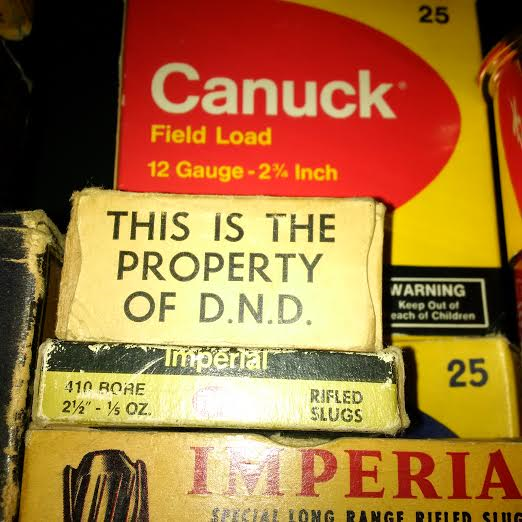 25
Canuck
Field Load
12 Gauge - 2¾ Inch
THIS IS THE
PROPERTY
OF D.N.D.
WARNING
Keep Out of
each of Children
Imperial
410 BORE
2½" - ⅕ OZ.
RIFLED
SLUGS
25
IMPERIA
SPECIAL LONG RANGE RIFLED SLUG